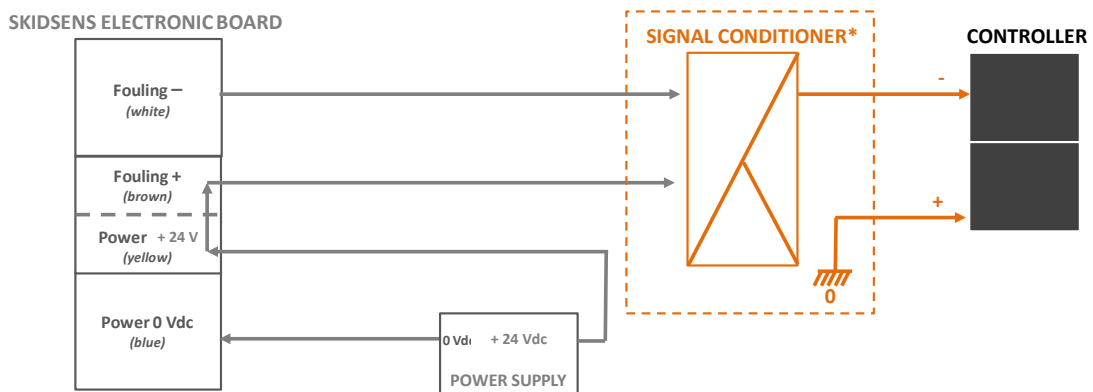 SKIDSENS ELECTRONIC BOARD
Fouling –
(white)
Fouling +
(brown)
Power + 24 V
(yellow)
Power 0 Vdc
(blue)
0 Vdc + 24 Vdc
POWER SUPPLY
SIGNAL CONDITIONER*
0
CONTROLLER
-
+